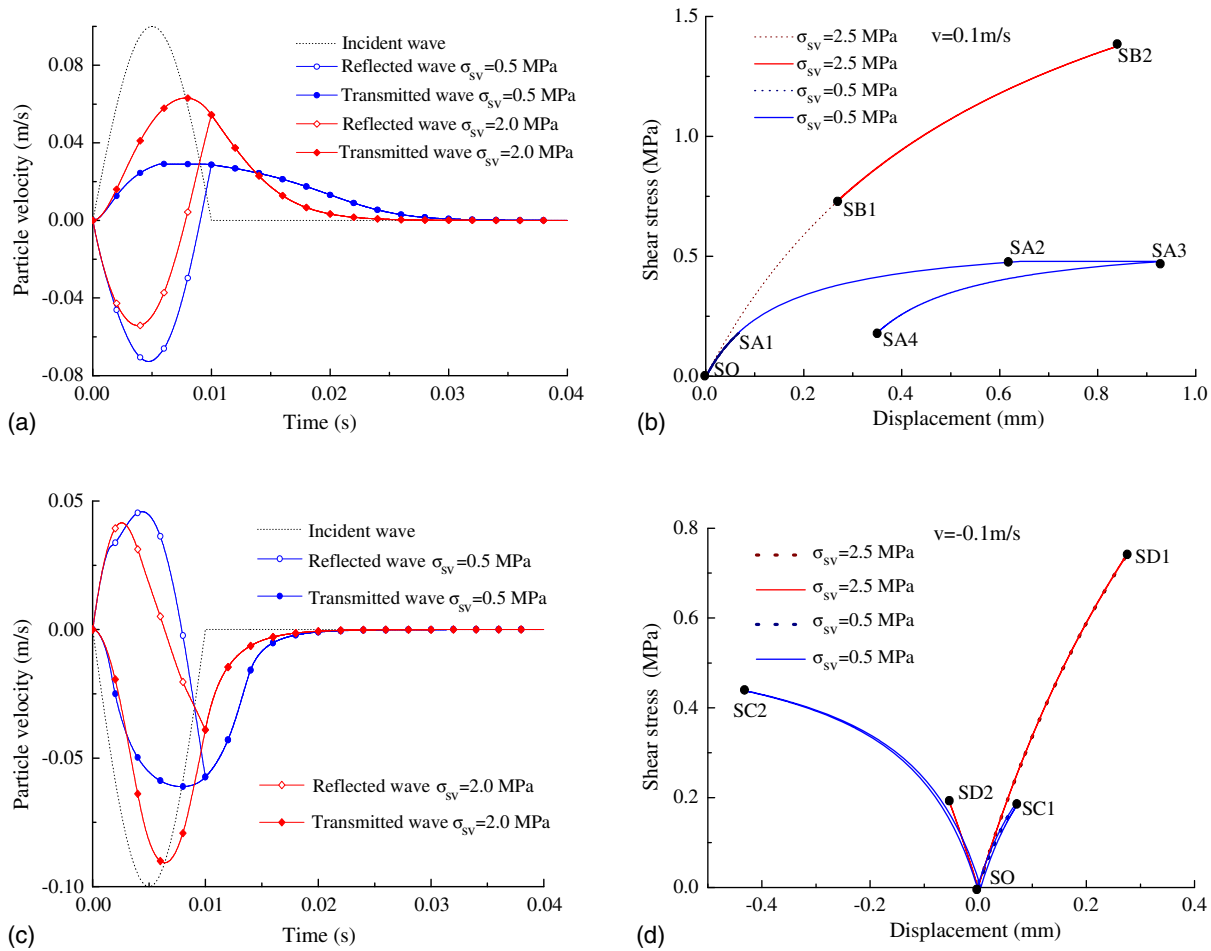 0.08
0.04
0.00
-0.04
-0.08
0.00
0.01
0.02
0.03
0.04
Particle velocity (m/s)
Time (s)
Incident wave
Reflected wave σsv=0.5 MPa
Transmitted wave σsv=0.5 MPa
Reflected wave σsv=2.0 MPa
Transmitted wave σsv=2.0 MPa
(a)
1.5
1.0
0.5
0.0
0.0
0.2
0.4
0.6
0.8
1.0
Shear stress (MPa)
Displacement (mm)
σsv=2.5 MPa
σsv=2.5 MPa
σsv=0.5 MPa
σsv=0.5 MPa
v=0.1m/s
SB2
SB1
SA2
SA3
SA1
SA4
SO
(b)
0.05
0.00
-0.05
-0.10
0.00
0.01
0.02
0.03
0.04
Particle velocity (m/s)
Time (s)
Incident wave
Reflected wave σsv=0.5 MPa
Transmitted wave σsv=0.5 MPa
Reflected wave σsv=2.0 MPa
Transmitted wave σsv=2.0 MPa
(c)
0.8
0.6
0.4
0.2
0.0
-0.4
-0.2
0.0
0.2
0.4
Shear stress (MPa)
Displacement (mm)
v=-0.1m/s
σsv=2.5 MPa
σsv=2.5 MPa
σsv=0.5 MPa
σsv=0.5 MPa
SD1
SC2
SD2
SC1
SO
(d)